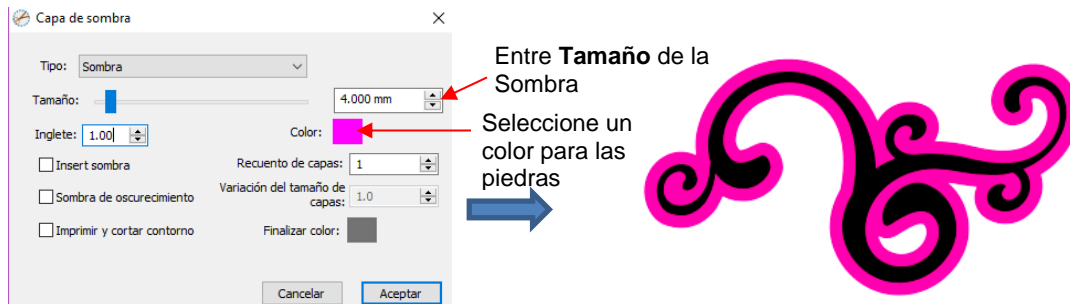 Capa de sombra
Tipo: Sombra
Tamaño: 4.000 mm
Inglete: 1.00 Color:
Insert sombra Recuento de capas: 1
Sombra de oscurecimiento Variación del tamaño de
capas: 1.0
Imprimir y cortar contorno Finalizar color:
Cancelar Aceptar
Entre Tamaño de la
Sombra
Seleccione un
color para las
piedras